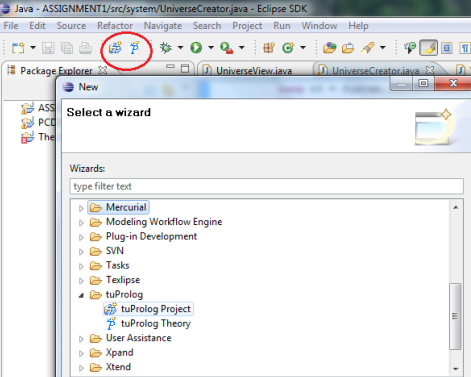 Java - ASSIGNMENT1/src/system/UniverseCreator.java - Eclipse SDK
File Edit Source Refactor Navigate Search Project Run Window Help
Package Explorer
UniverseView.java
UniverseCreator.java
ASS
PCD
The
New
Select a wizard
Wizards:
type filter text
Mercurial
Modeling Workflow Engine
Plug-in Development
SVN
Tasks
Texlipse
tuProlog
tuProlog Project
tuProlog Theory
User Assistance
Xpand
Xtend